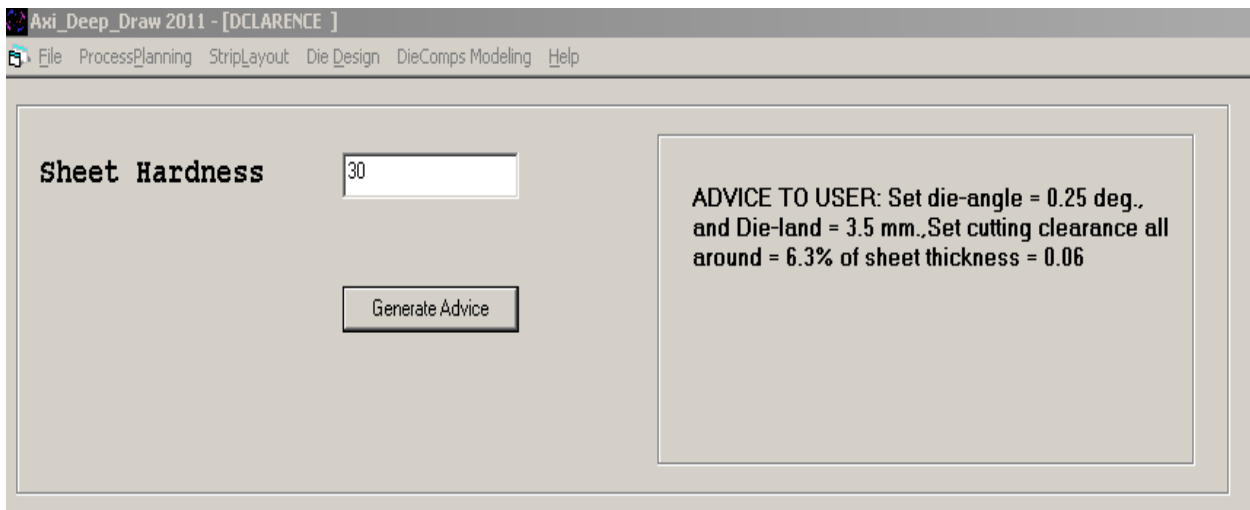 Axi_Deep_Draw 2011 - [DCLARENCE ]
File ProcessPlanning StripLayout Die Design DieComps Modeling Help
Sheet Hardness
30
Generate Advice
ADVICE TO USER: Set die-angle = 0.25 deg.,
and Die-land = 3.5 mm.,Set cutting clearance all
around = 6.3% of sheet thickness = 0.06